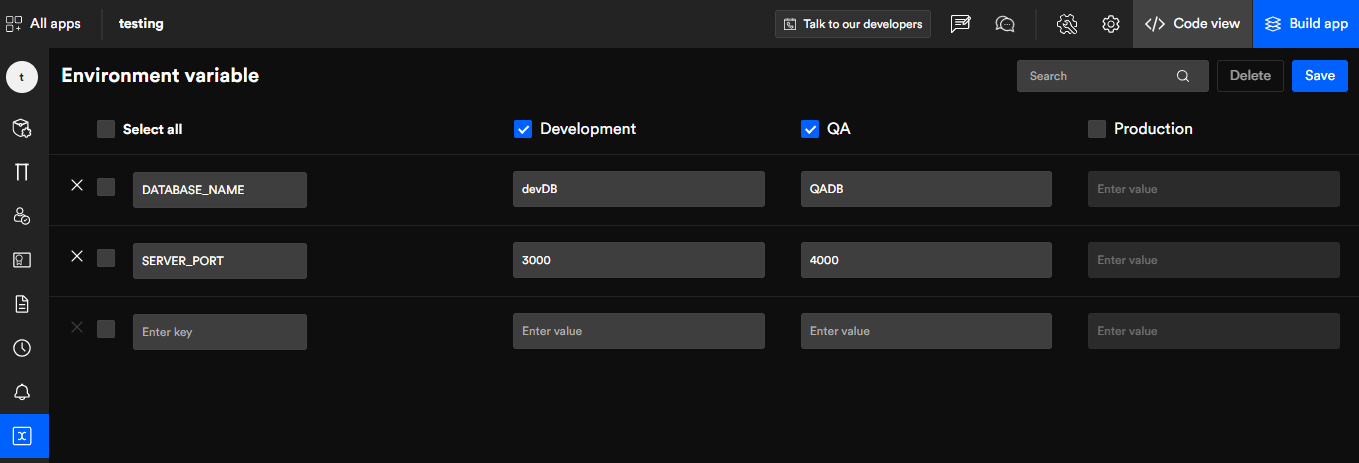 All apps testing Talk to our developers Code view Build app
t Environment variable Search Delete Save
Select all Development QA Production
DATABASE_NAME devDB QADB Enter value
SERVER_PORT 3000 4000 Enter value
Enter key Enter value Enter value Enter value